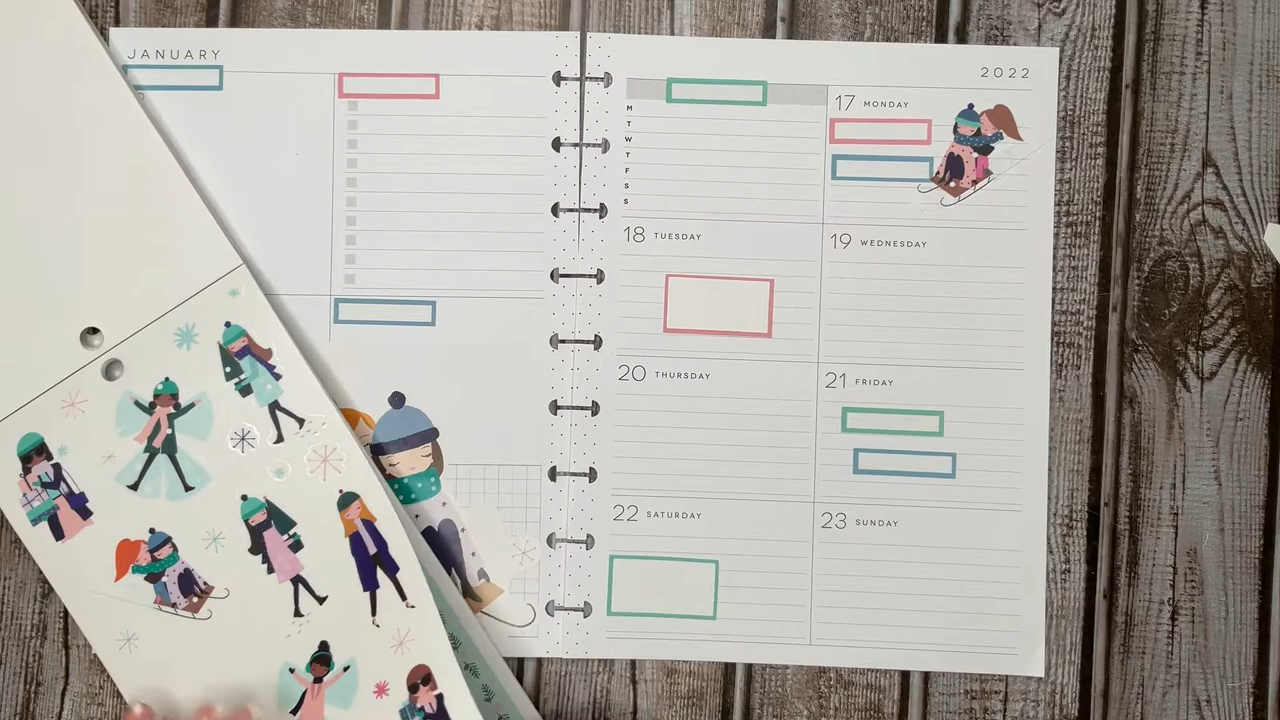 JANUARY
2022
M
T
W
T
F
S
S
17 MONDAY
18 TUESDAY
19 WEDNESDAY
20 THURSDAY
21 FRIDAY
22 SATURDAY
23 SUNDAY